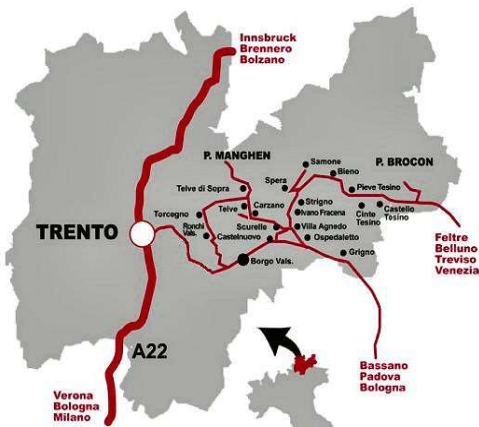 Innsbruck
Brennero
Bolzano
P. MANGHEN
Samone
Bieno
P. BROCON
Spera
Telve di Sopra
Pieve Tesino
Strigno
Telve
Carzano
Ivano Fracena
Cinte
Tesino
Castello
Tesino
Torcegno
TRENTO
Ronchi
Vals.
Scurelle
Villa Agnedo
Castelnuovo
Ospedaletto
Feltre
Belluno
Treviso
Venezia
Grigno
Borgo Vals.
A22
Bassano
Padova
Bologna
Verona
Bologna
Milano